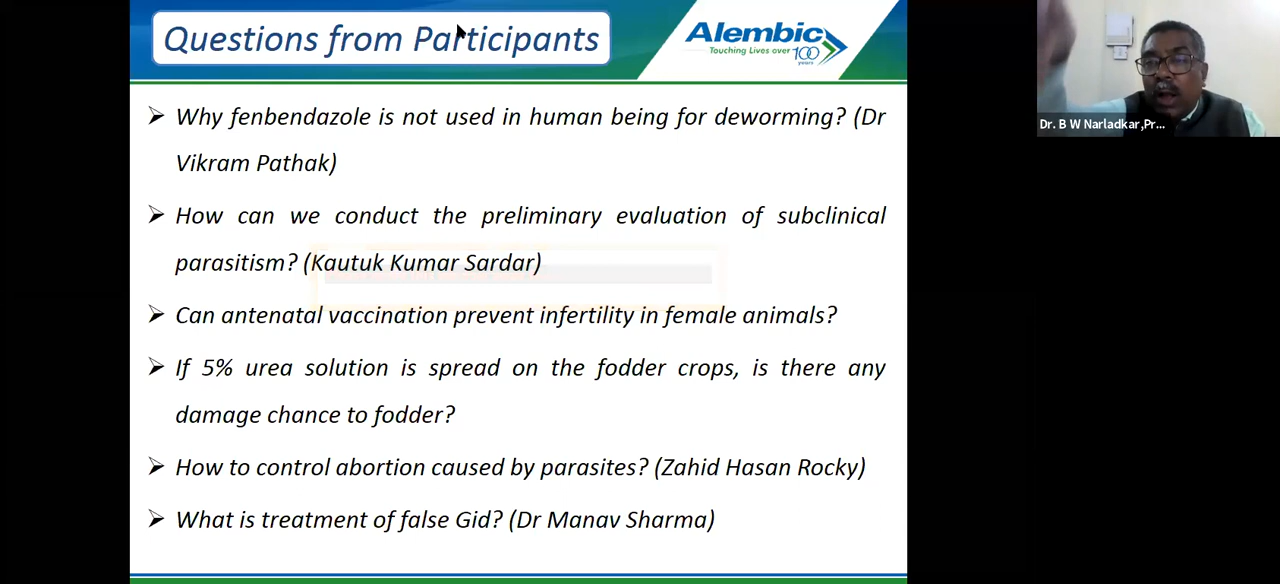 Questions from Participants
Alembic
Touching Lives over 100 years
Dr. B W Narladkar,Pr...
➤ Why fenbendazole is not used in human being for deworming? (Dr
Vikram Pathak)
➤ How can we conduct the preliminary evaluation of subclinical
parasitism? (Kautuk Kumar Sardar)
➤ Can antenatal vaccination prevent infertility in female animals?
➤ If 5% urea solution is spread on the fodder crops, is there any
damage chance to fodder?
➤ How to control abortion caused by parasites? (Zahid Hasan Rocky)
➤ What is treatment of false Gid? (Dr Manav Sharma)